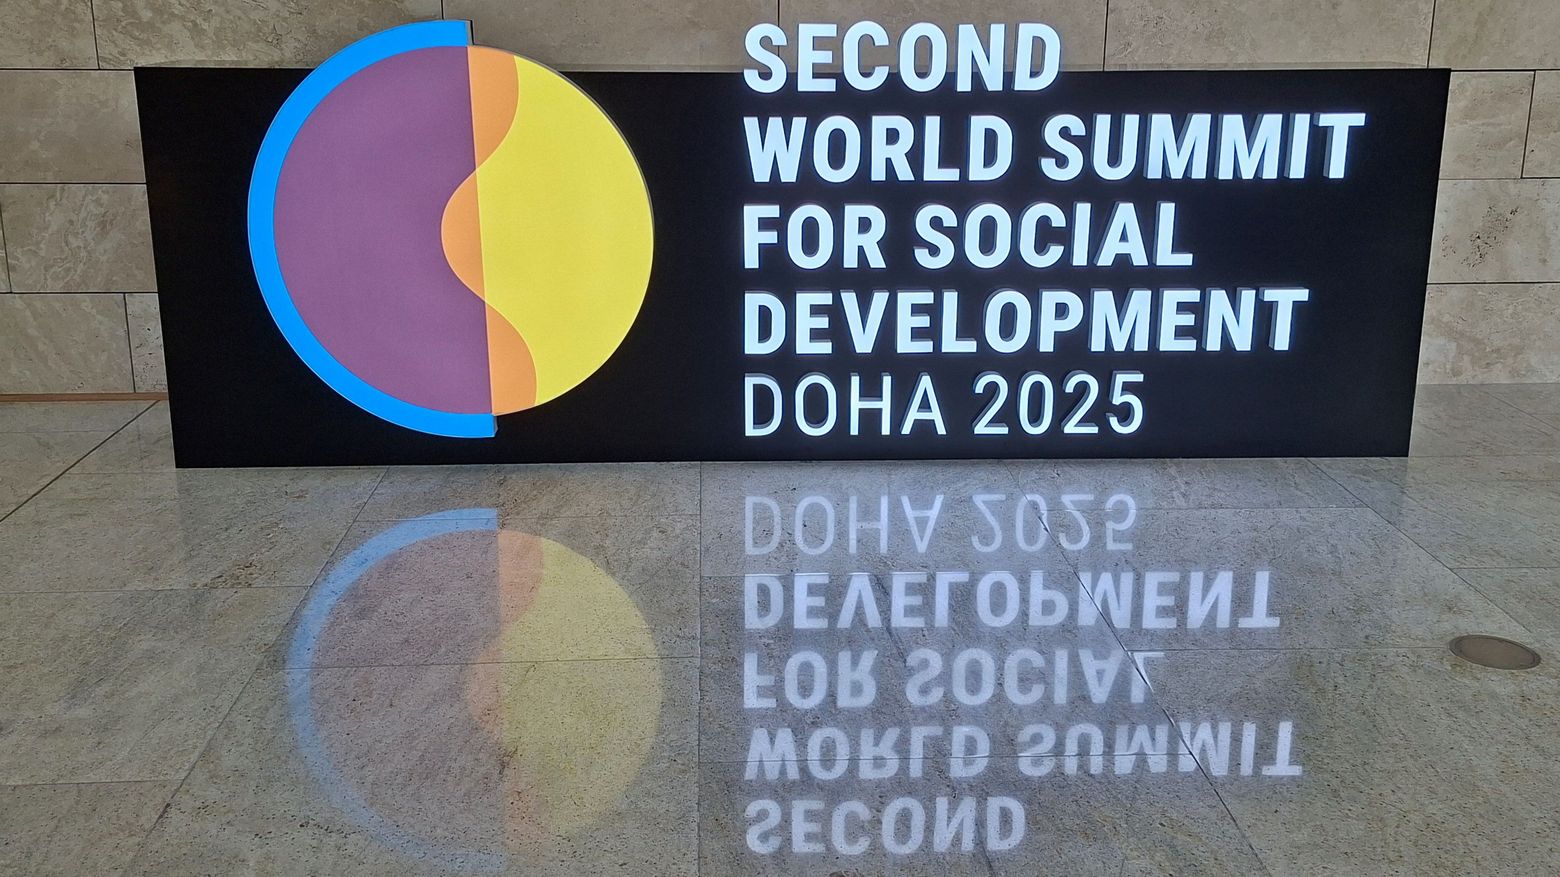 SECOND
WORLD SUMMIT
FOR SOCIAL
DEVELOPMENT
DOHA 2025